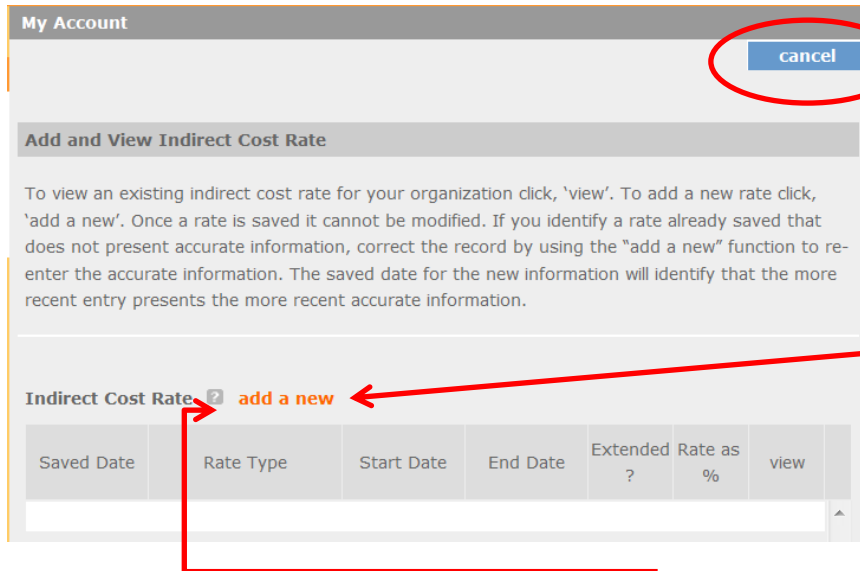 My Account
cancel
Add and View Indirect Cost Rate
To view an existing indirect cost rate for your organization click, ‘view’. To add a new rate click,
‘add a new’. Once a rate is saved it cannot be modified. If you identify a rate already saved that
does not present accurate information, correct the record by using the “add a new” function to re-
enter the accurate information. The saved date for the new information will identify that the more
recent entry presents the more recent accurate information.
Indirect Cost Rate ? add a new
Saved Date Rate Type Start Date End Date Extended ? Rate as % view